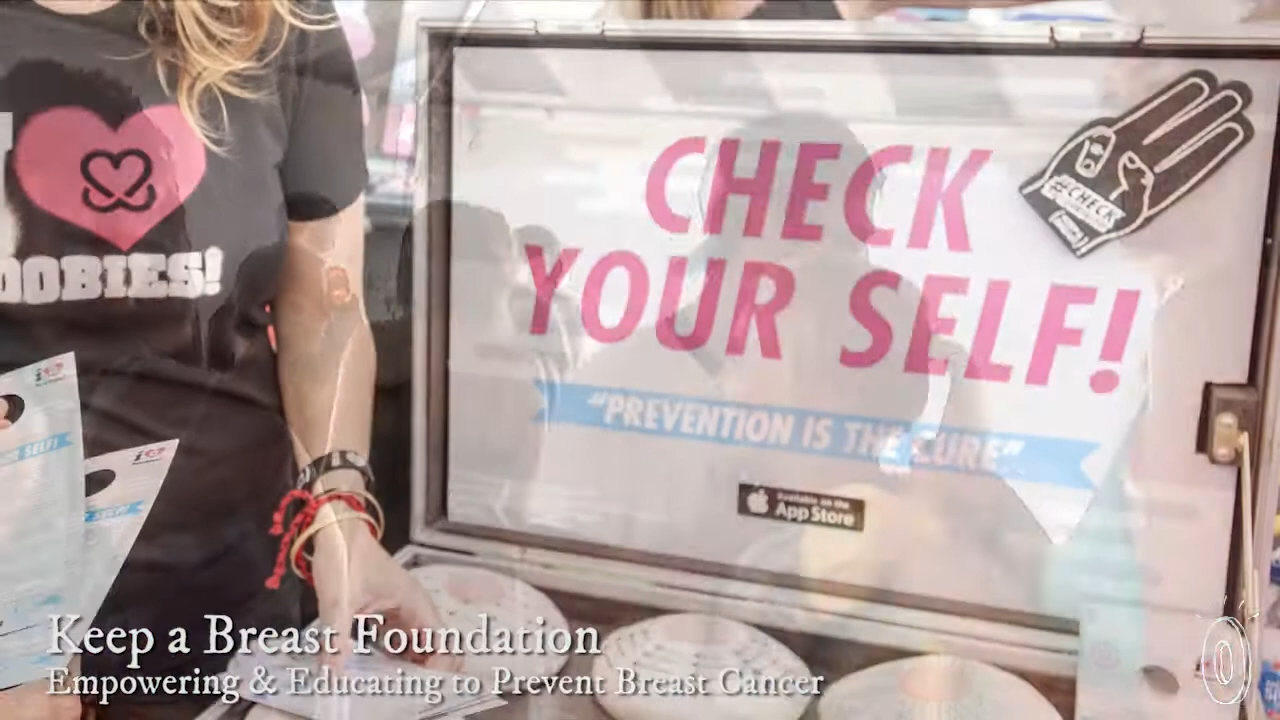 CHECK
YOUR SELF!
"PREVENTION IS THE CURE"
Available on the
App Store
#CHECK
OOBIES!
SELF!
Keep a Breast Foundation
Empowering & Educating to Prevent Breast Cancer